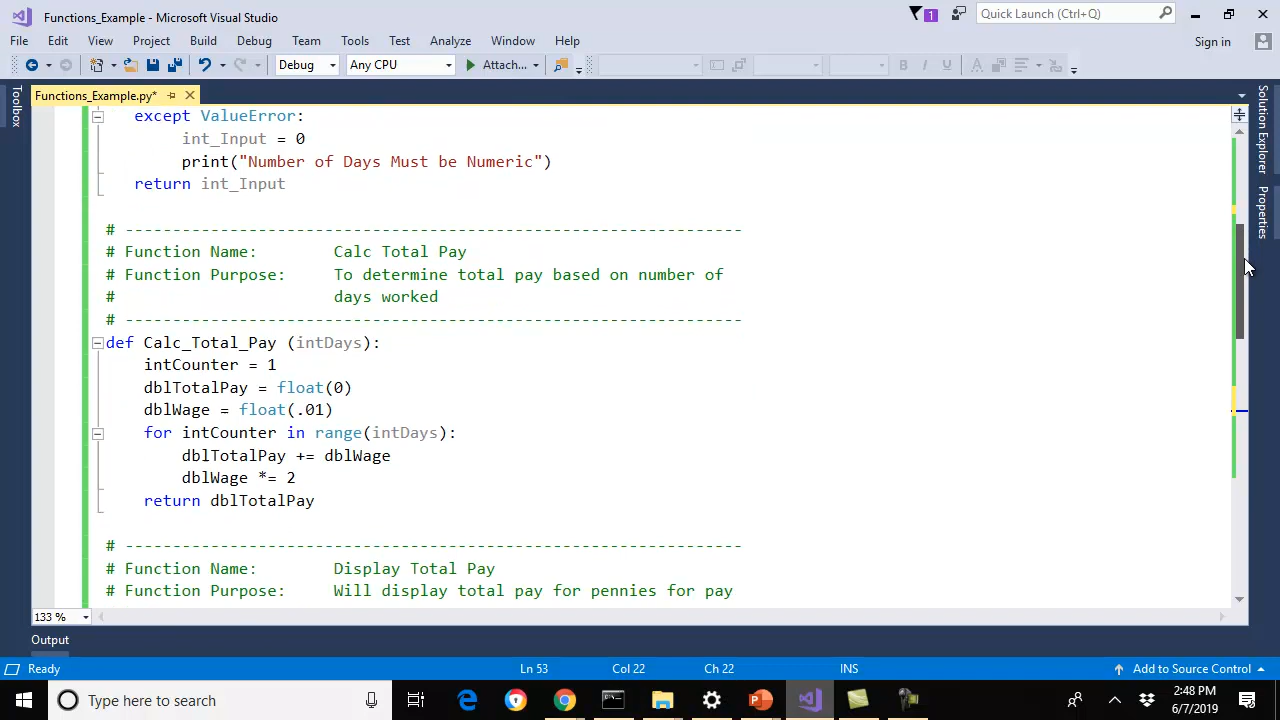 Functions_Example - Microsoft Visual Studio
1
Quick Launch (Ctrl+Q)
File Edit View Project Build Debug Team Tools Test Analyze Window Help
Sign in
Debug Any CPU Attach...
B I U A
Toolbox
Functions_Example.py*
Solution Explorer
Properties
except ValueError:
int_Input = 0
print("Number of Days Must be Numeric")
return int_Input
# -----------------------------------------------------------------
# Function Name: Calc Total Pay
# Function Purpose: To determine total pay based on number of
# days worked
# -----------------------------------------------------------------
def Calc_Total_Pay (intDays):
intCounter = 1
dblTotalPay = float(0)
dblWage = float(.01)
for intCounter in range(intDays):
dblTotalPay += dblWage
dblWage *= 2
return dblTotalPay
# -----------------------------------------------------------------
# Function Name: Display Total Pay
# Function Purpose: Will display total pay for pennies for pay
133 %
Output
Ready Ln 53 Col 22 Ch 22 INS Add to Source Control
Type here to search
2:48 PM
6/7/2019